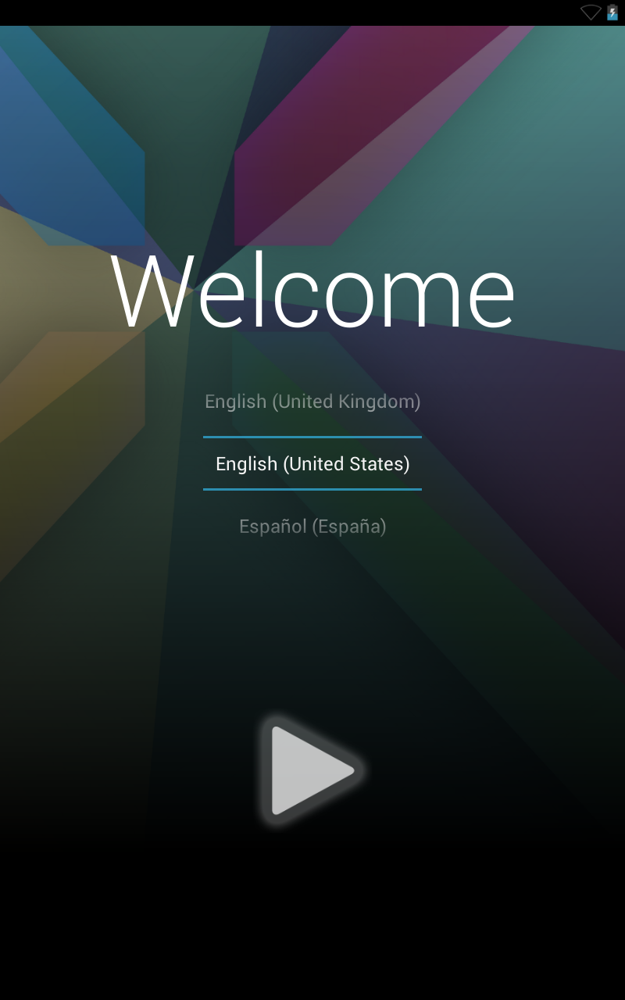 Welcome
English (United Kingdom)
English (United States)
Español (España)